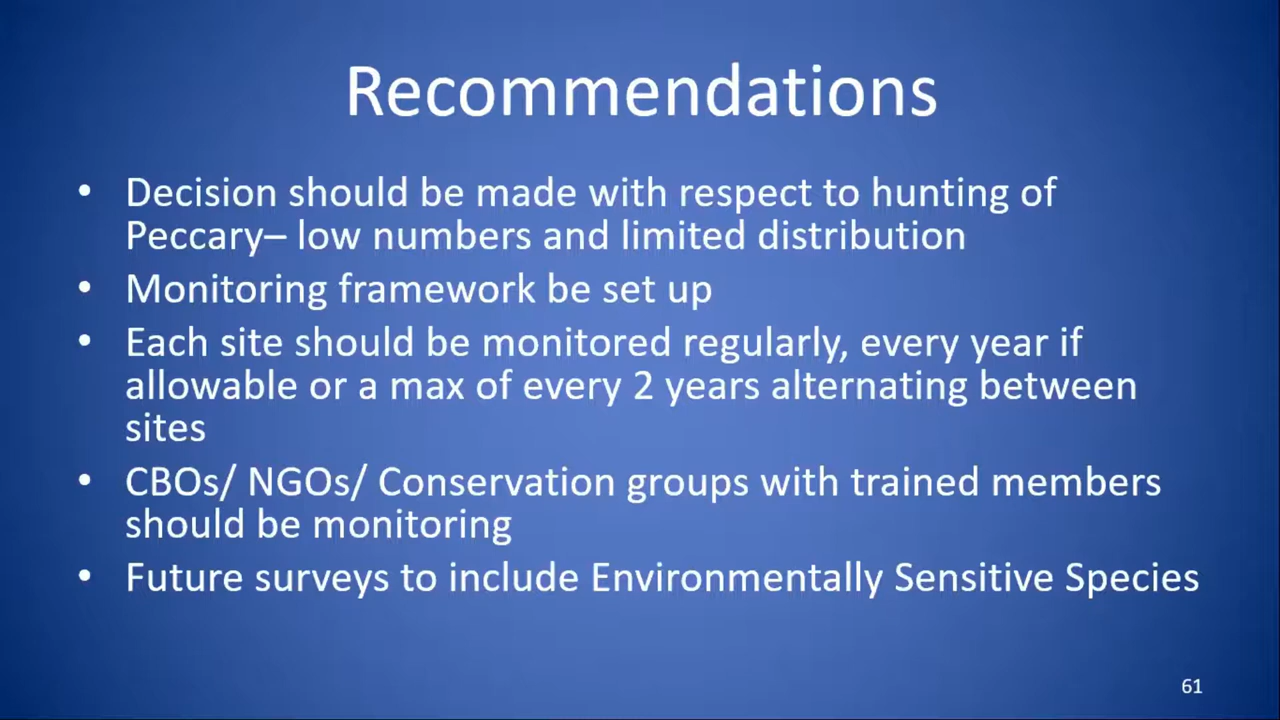 Recommendations
• Decision should be made with respect to hunting of
Peccary– low numbers and limited distribution
• Monitoring framework be set up
• Each site should be monitored regularly, every year if
allowable or a max of every 2 years alternating between
sites
• CBOs/ NGOs/ Conservation groups with trained members
should be monitoring
• Future surveys to include Environmentally Sensitive Species
61